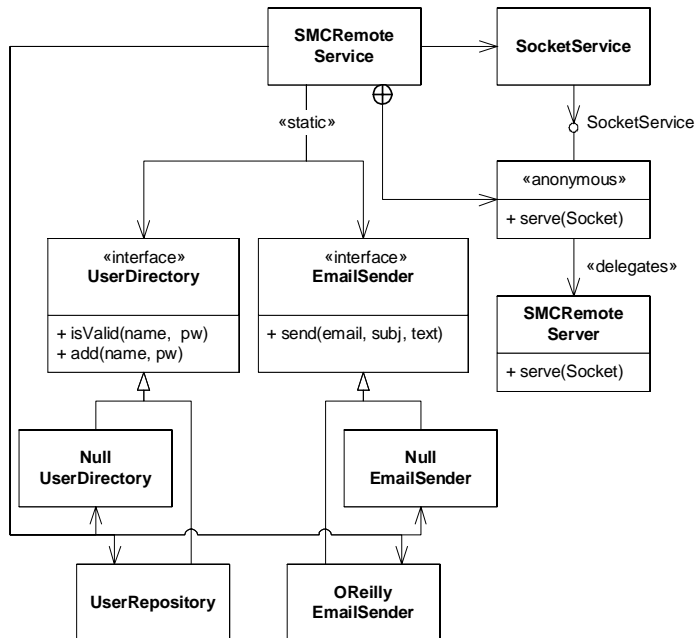 SMCRemote
Service
SocketService
«static»
SocketService
«anonymous»
+ serve(Socket)
«interface»
UserDirectory
+ isValid(name, pw)
+ add(name, pw)
«interface»
EmailSender
+ send(email, subj, text)
«delegates»
SMCRemote
Server
+ serve(Socket)
Null
UserDirectory
Null
EmailSender
UserRepository
OReilly
EmailSender